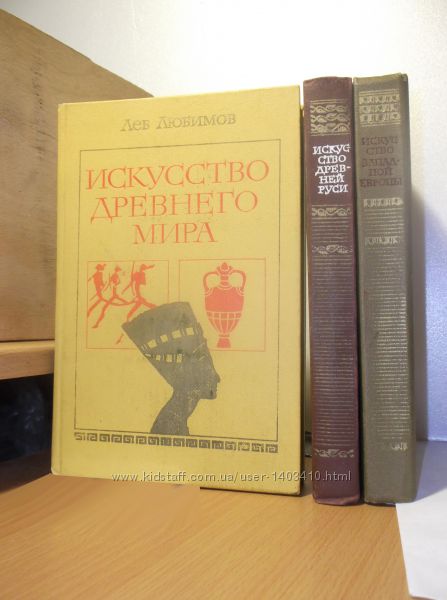 Лев Любимов
ИСКУССТВО
ДРЕВНЕГО
МИРА
ИСКУС
СТВО
ДРЕВ-
НЕЙ
РУСИ
ИСКУС
СТВО
ЗАПАД-
НОЙ
ЕВРОПЫ
www.kidstaff.com.ua/user-1403410.html